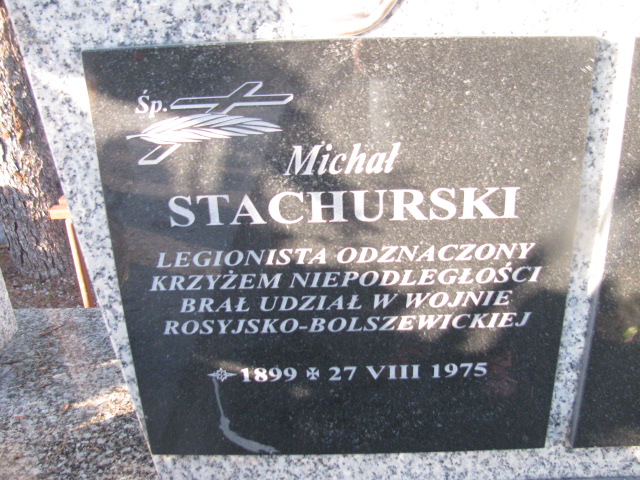 Śp.
Michał
STACHURSKI
LEGIONISTA ODZNACZONY
KRZYŻEM NIEPODLEGŁOŚCI
BRAŁ UDZIAŁ W WOJNIE
ROSYJSKO-BOLSZEWICKIEJ
1899 ✠ 27 VIII 1975